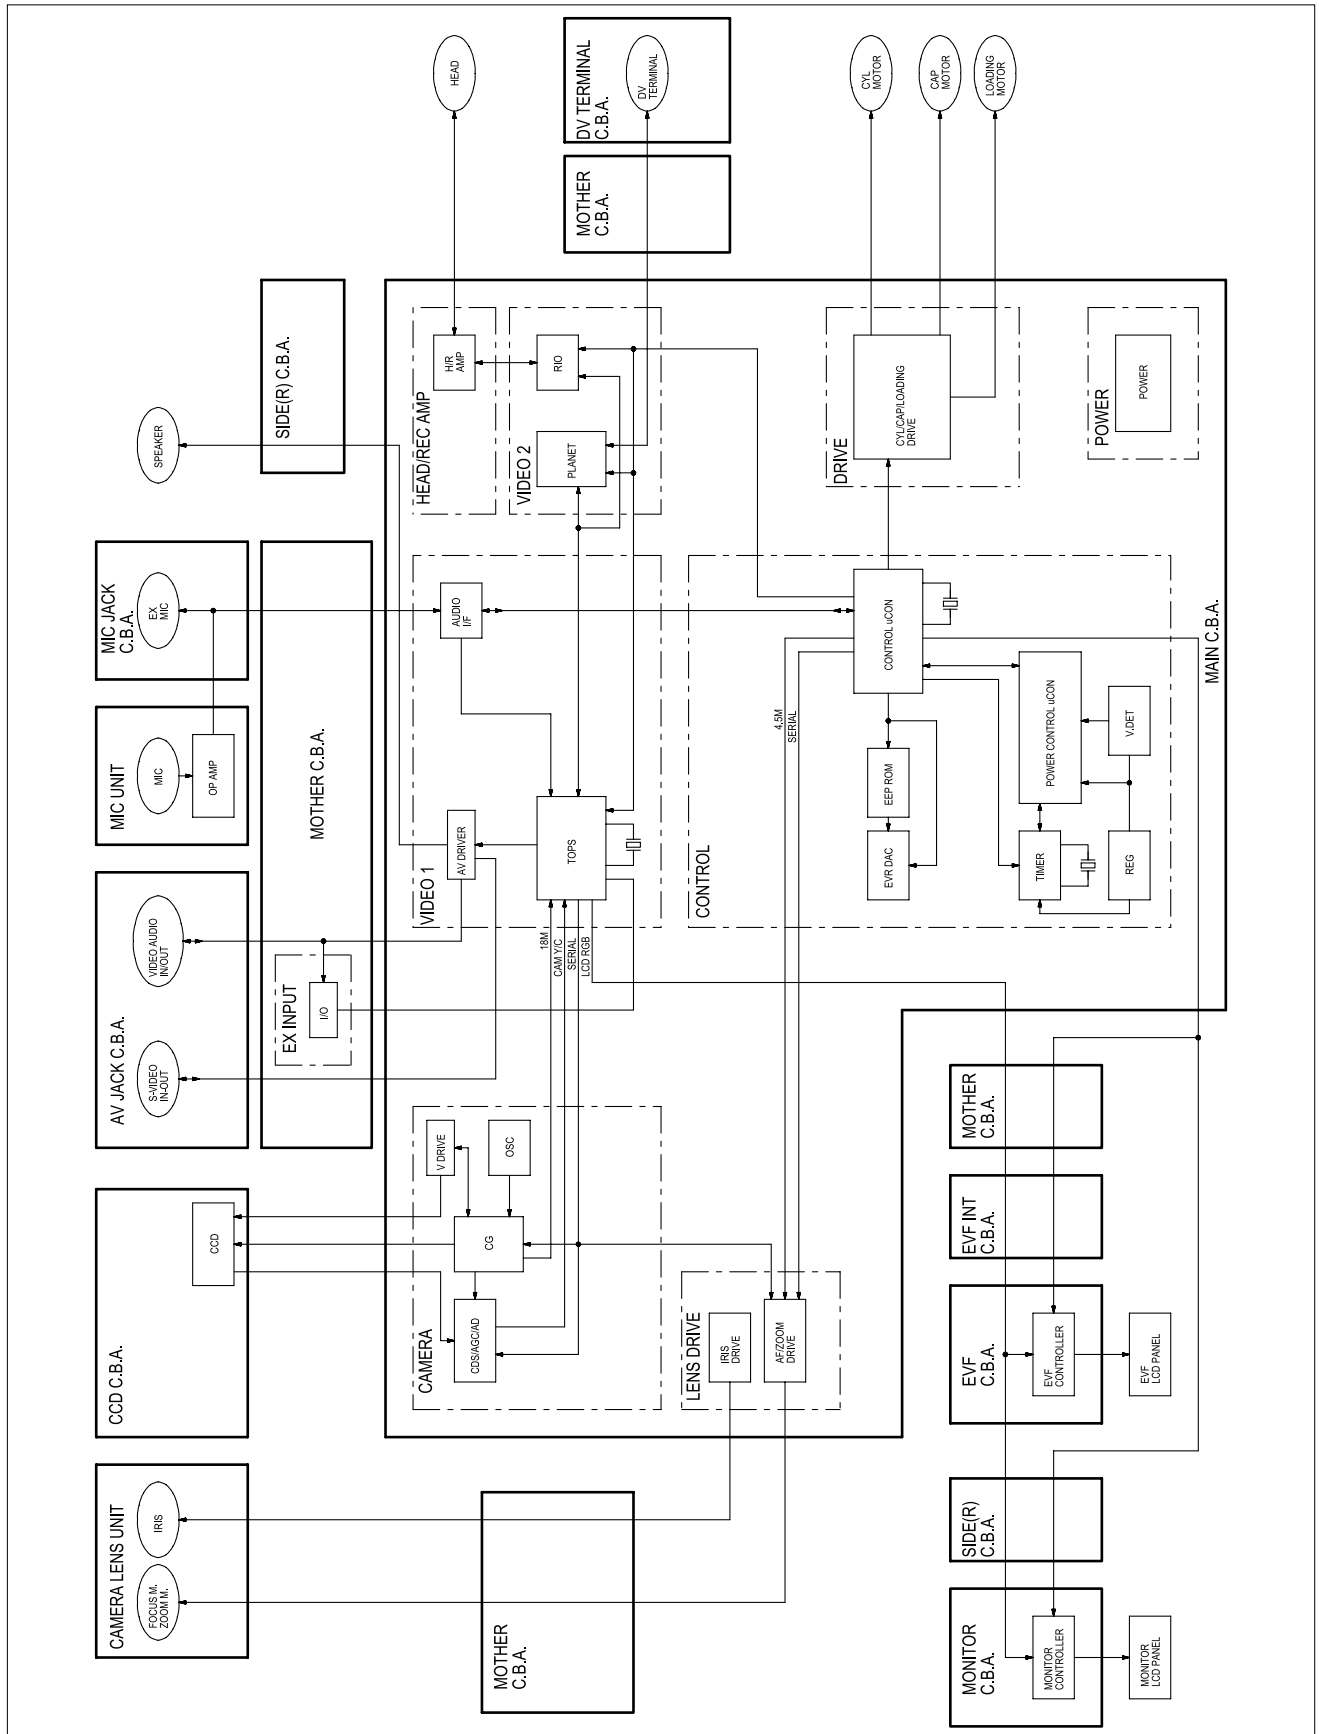 CAMERA LENS UNIT
FOCUS M.
ZOOM M.
IRIS
CCD C.B.A.
CCD
AV JACK C.B.A.
S-VIDEO
IN-OUT
VIDEO AUDIO
IN/OUT
MIC UNIT
MIC
OP AMP
MIC JACK
C.B.A.
EX
MIC
SPEAKER
MOTHER C.B.A.
EX INPUT
I/O
SIDE(R) C.B.A.
HEAD
MOTHER
C.B.A.
CAMERA
CDS/AGC/AD
CG
V DRIVE
OSC
VIDEO 1
AV DRIVER
TOPS
AUDIO
I/F
18M
CAM Y/C
SERIAL
LCD RGB
HEAD/REC AMP
H/R
AMP
VIDEO 2
PLANET
RIO
MOTHER
C.B.A.
DV TERMINAL
C.B.A.
DV
TERMINAL
LENS DRIVE
IRIS
DRIVE
AF/ZOOM
DRIVE
CONTROL
4.5M
SERIAL
EVR DAC
EEP ROM
CONTROL uCON
TIMER
REG
POWER CONTROL uCON
V.DET
DRIVE
CYL/CAP/LOADING
DRIVE
CYL
MOTOR
CAP
MOTOR
LOADING
MOTOR
POWER
POWER
MAIN C.B.A.
MONITOR
C.B.A.
MONITOR
CONTROLLER
MONITOR
LCD PANEL
SIDE(R)
C.B.A.
EVF
C.B.A.
EVF
CONTROLLER
EVF
LCD PANEL
EVF INT
C.B.A.
MOTHER
C.B.A.